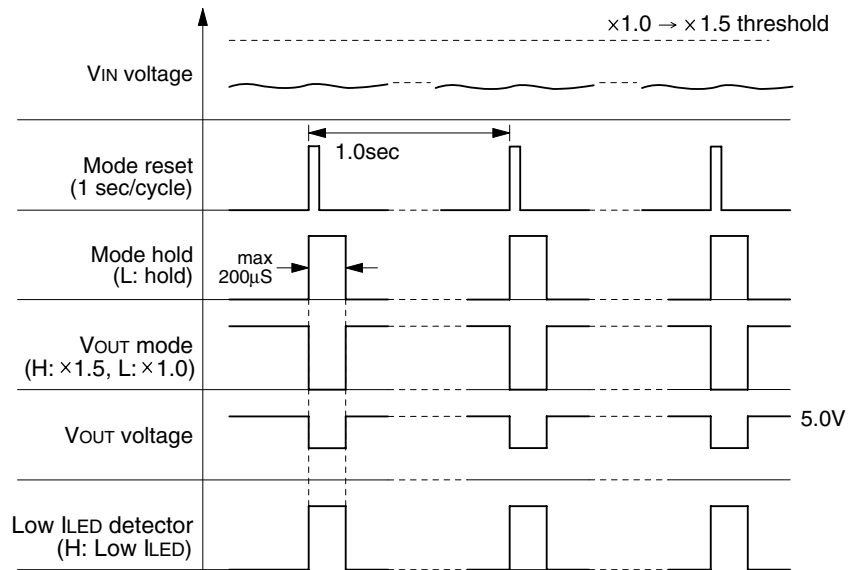 ×1.0 → ×1.5 threshold
VIN voltage
1.0sec
Mode reset
(1 sec/cycle)
Mode hold
(L: hold)
max
200μS
VOUT mode
(H: ×1.5, L: ×1.0)
VOUT voltage
5.0V
Low ILED detector
(H: Low ILED)